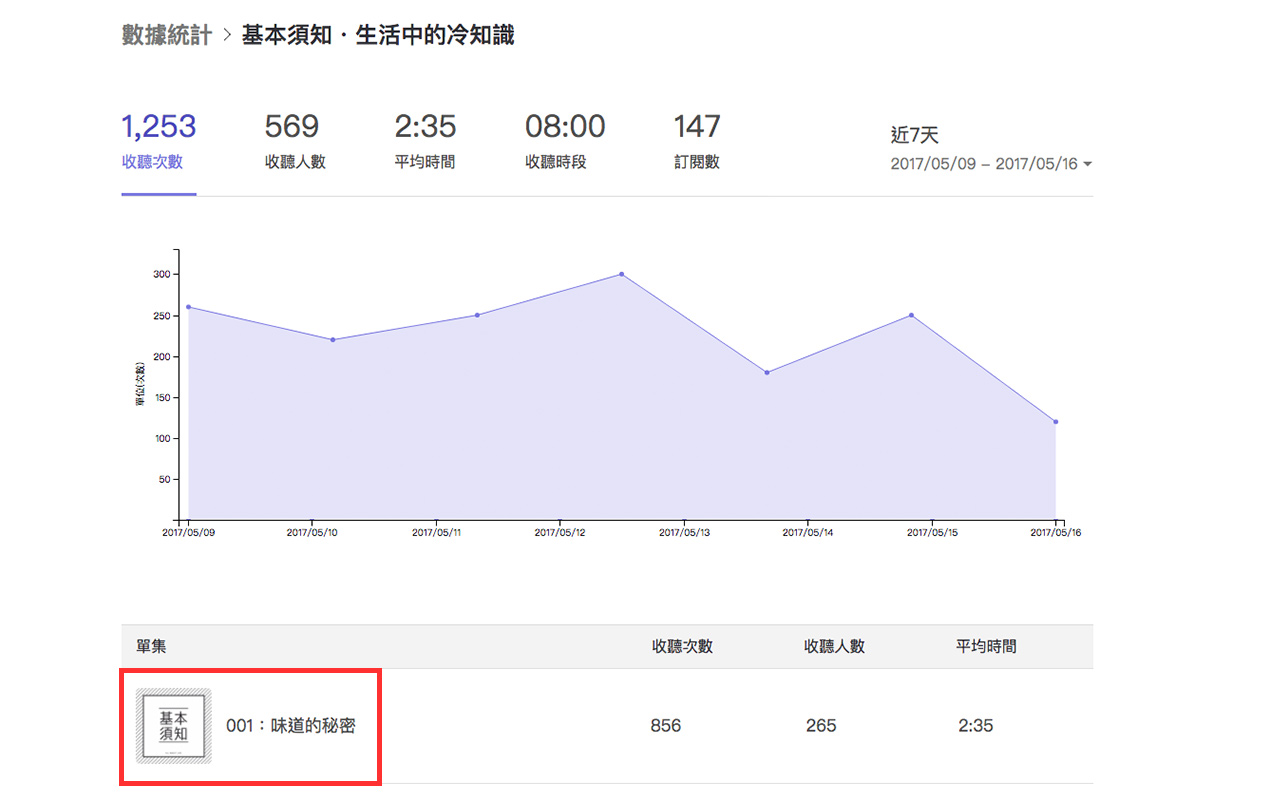 數據統計 > 基本須知・生活中的冷知識
1,253 569 2:35 08:00 147
收聽次數 收聽人數 平均時間 收聽時段 訂閱數
近7天
2017/05/09 – 2017/05/16
300
250
200
150
100
50
單位(次數)
2017/05/09 2017/05/10 2017/05/11 2017/05/12 2017/05/13 2017/05/14 2017/05/15 2017/05/16
單集 收聽次數 收聽人數 平均時間
基本
須知
001：味道的秘密 856 265 2:35